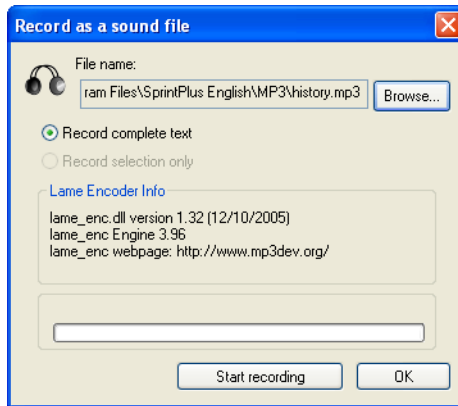 Record as a sound file
File name:
ram Files\SprintPlus English\MP3\history.mp3
Browse...
Record complete text
Record selection only
Lame Encoder Info
lame_enc.dll version 1.32 (12/10/2005)
lame_enc Engine 3.96
lame_enc webpage: http://www.mp3dev.org/
Start recording
OK